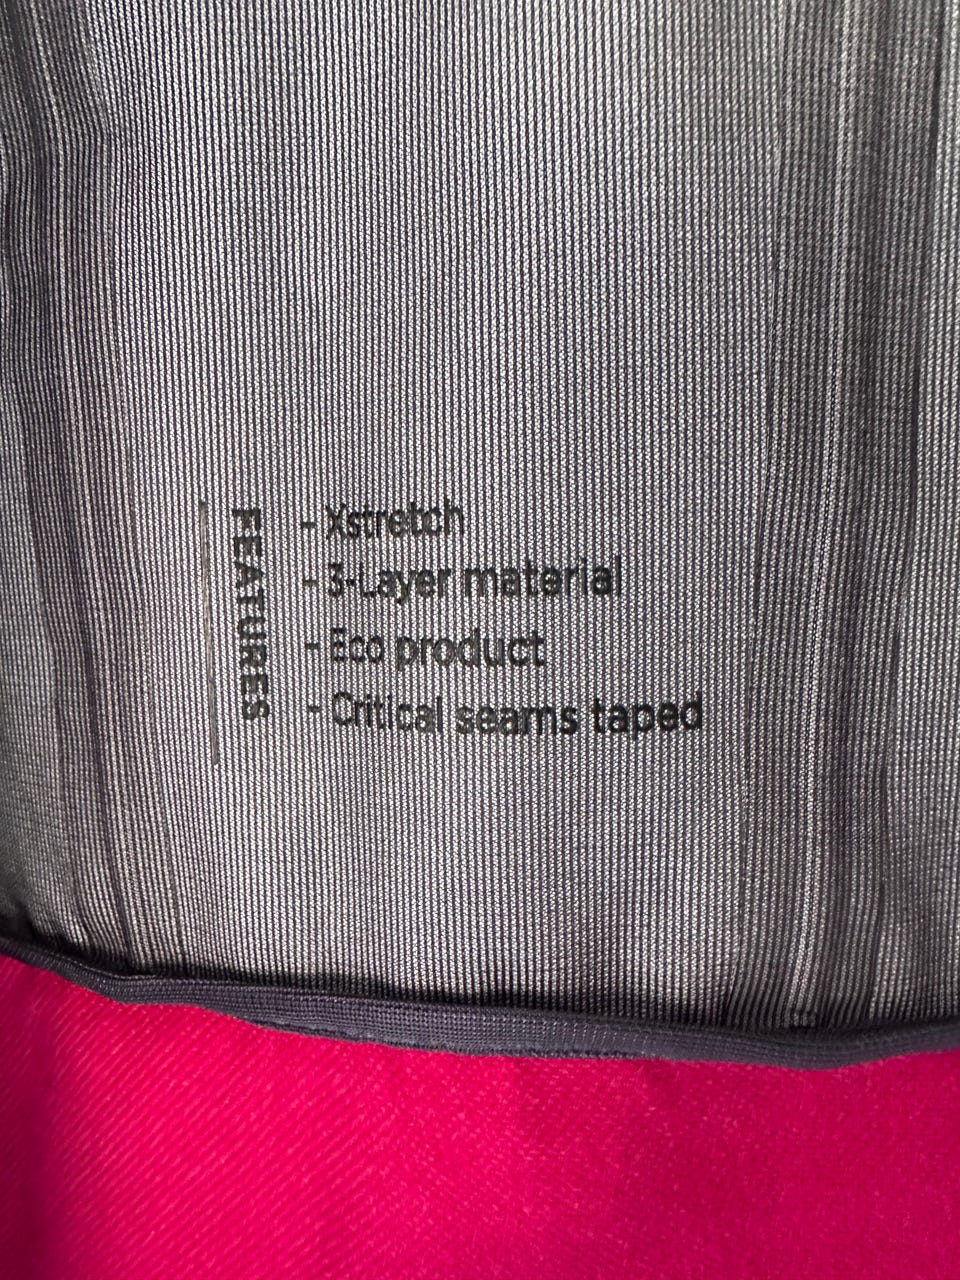 FEATURES
- Xstretch
- 3-Layer material
- Eco product
- Critical seams taped